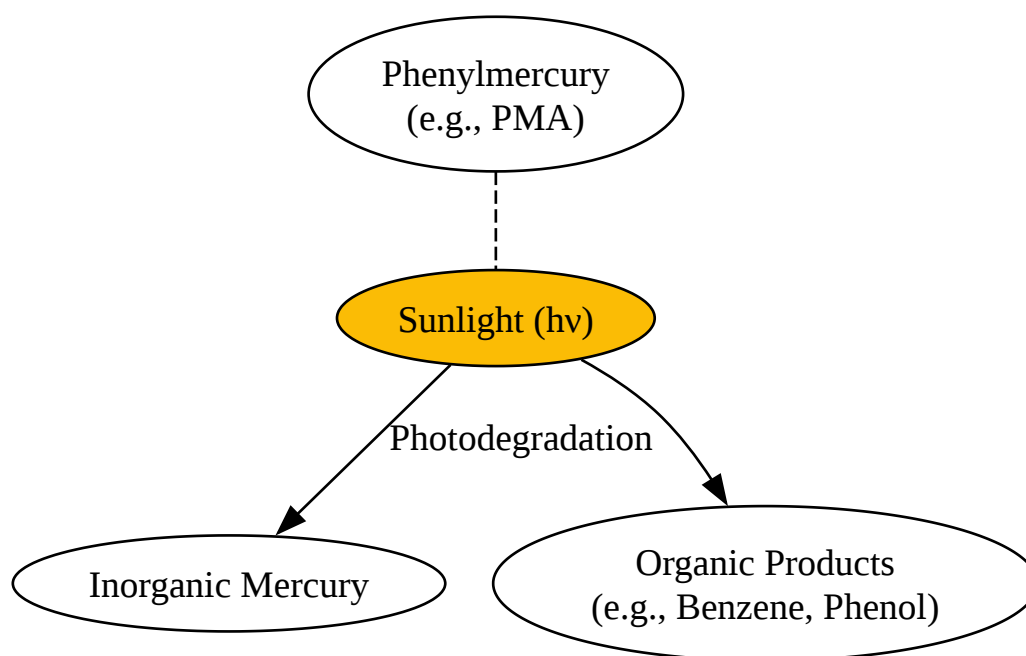 Phenylmercury
(e.g., PMA)
Sunlight (hν)
Photodegradation
Inorganic Mercury
Organic Products
(e.g., Benzene, Phenol)